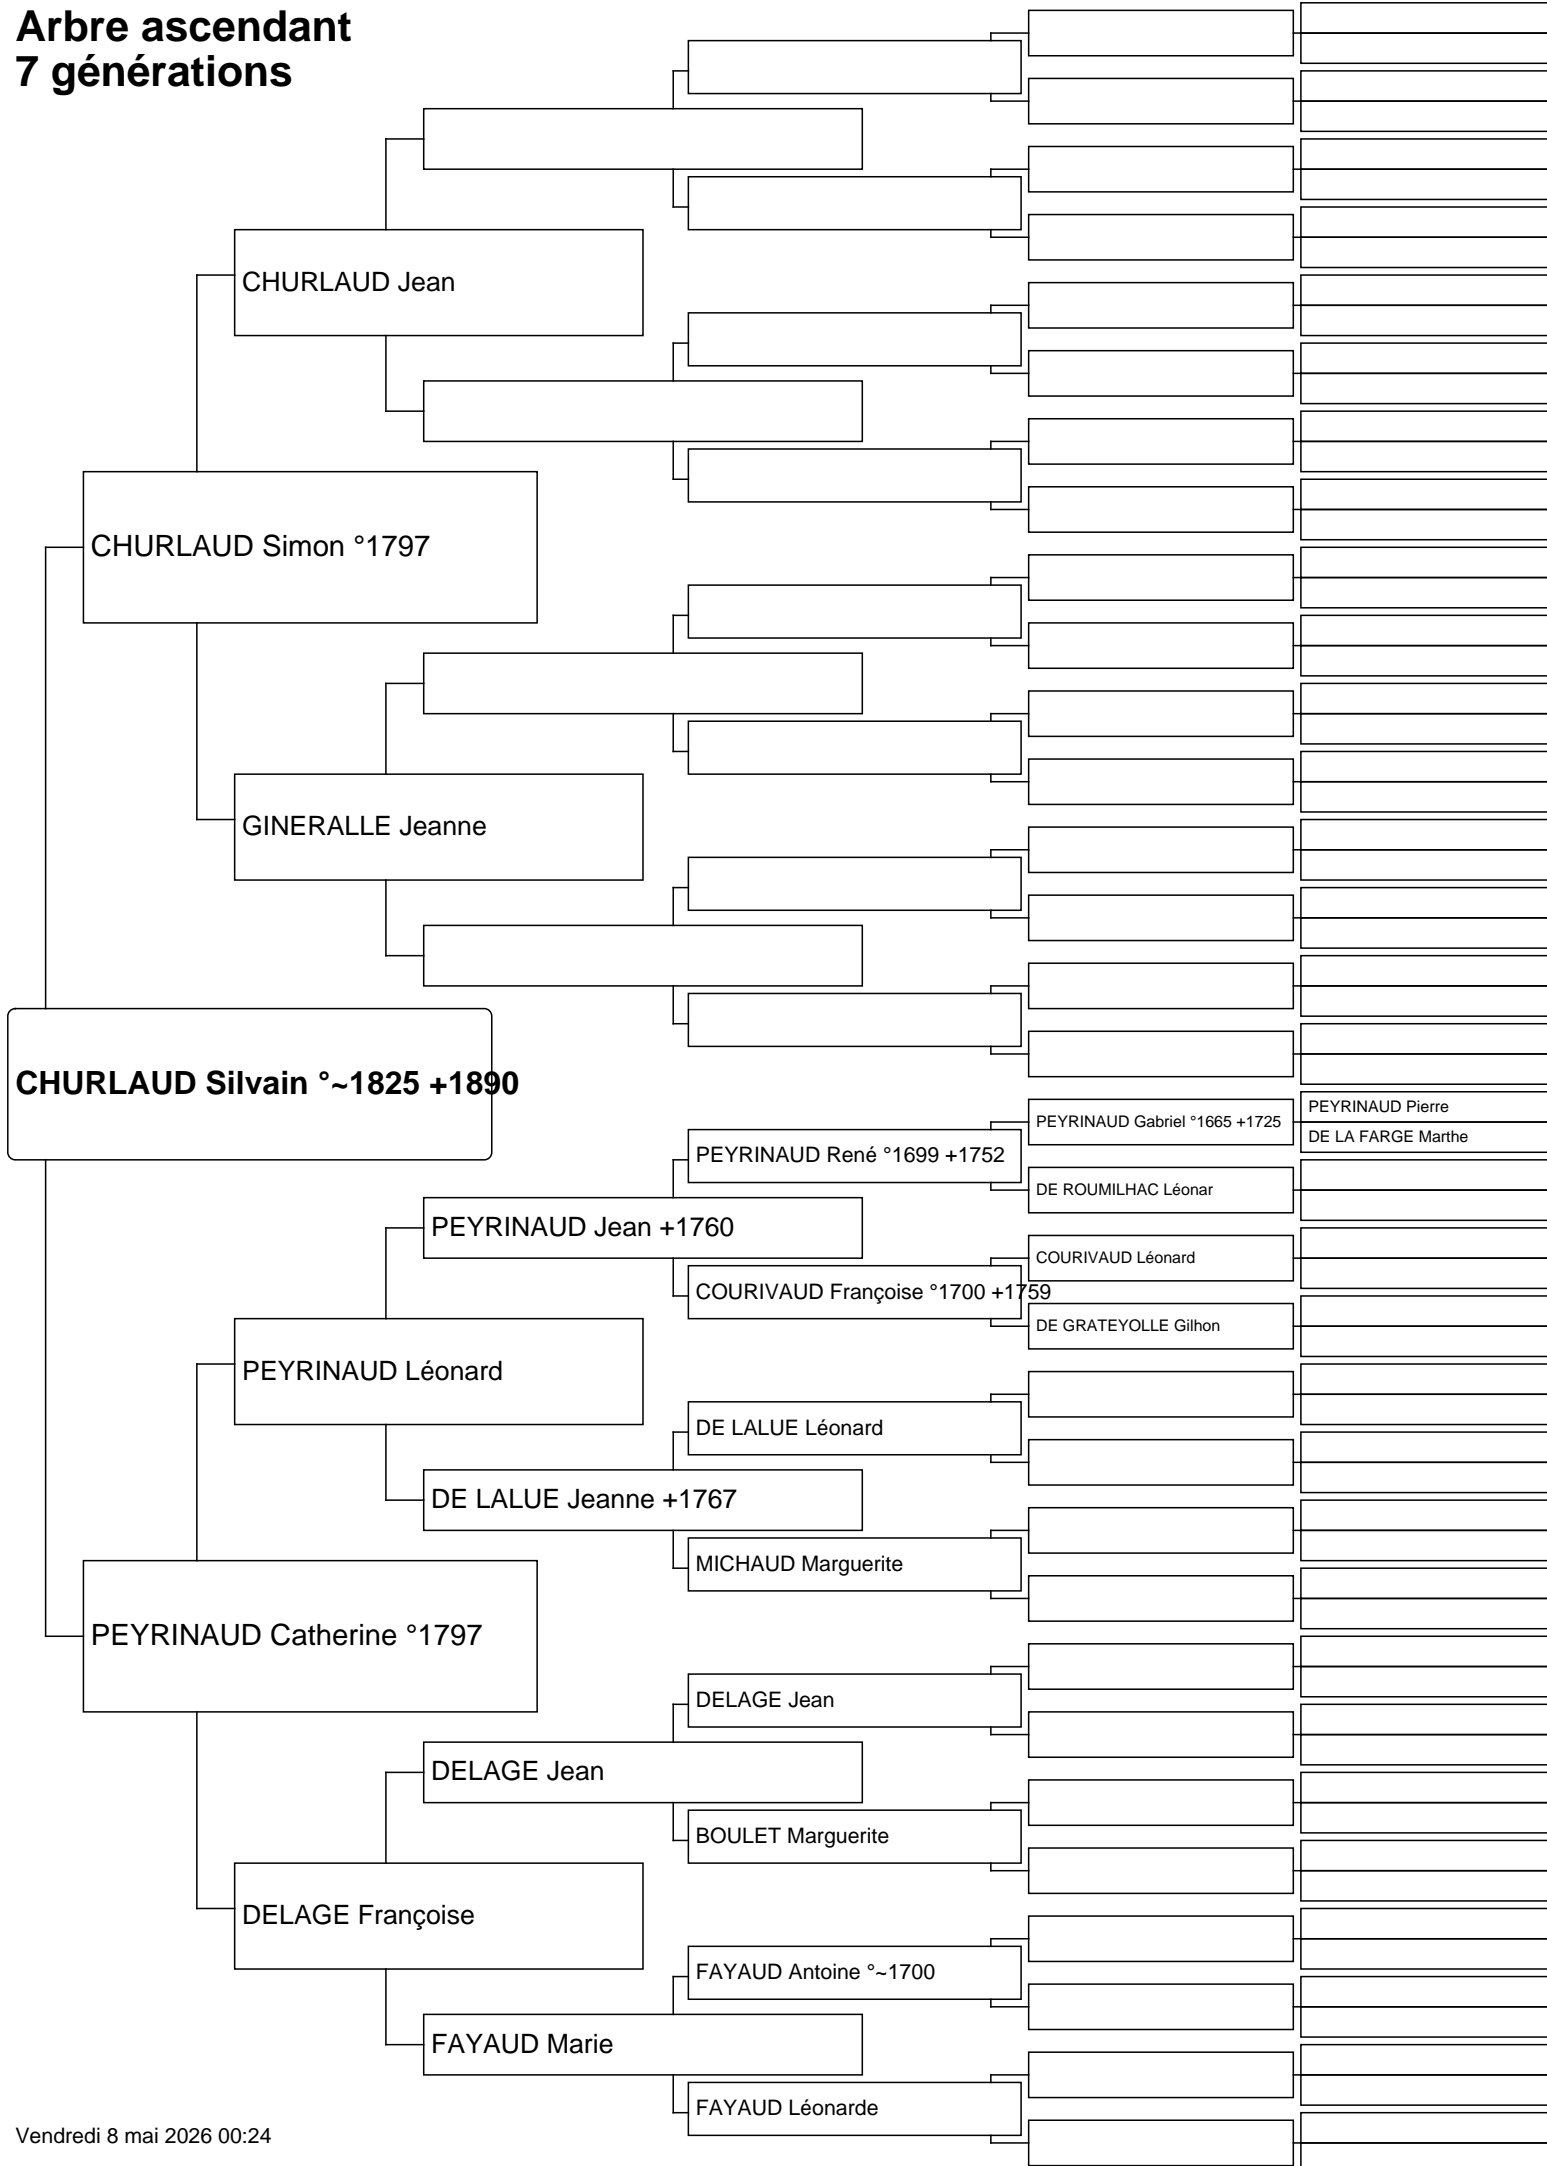 Arbre ascendant
7 générations
CHURLAUD Jean
CHURLAUD Simon °1797
GINERALLE Jeanne
CHURLAUD Silvain °~1825 +1890
PEYRINAUD Pierre
PEYRINAUD Gabriel °1665 +1725
DE LA FARGE Marthe
PEYRINAUD René °1699 +1752
DE ROUMILHAC Léonar
PEYRINAUD Jean +1760
COURIVAUD Léonard
COURIVAUD Françoise °1700 +1759
DE GRATEYOLLE Gilhon
PEYRINAUD Léonard
DE LALUE Léonard
DE LALUE Jeanne +1767
MICHAUD Marguerite
PEYRINAUD Catherine °1797
DELAGE Jean
DELAGE Jean
BOULET Marguerite
DELAGE Françoise
FAYAUD Antoine °~1700
FAYAUD Marie
FAYAUD Léonarde
Vendredi 8 mai 2026 00:24